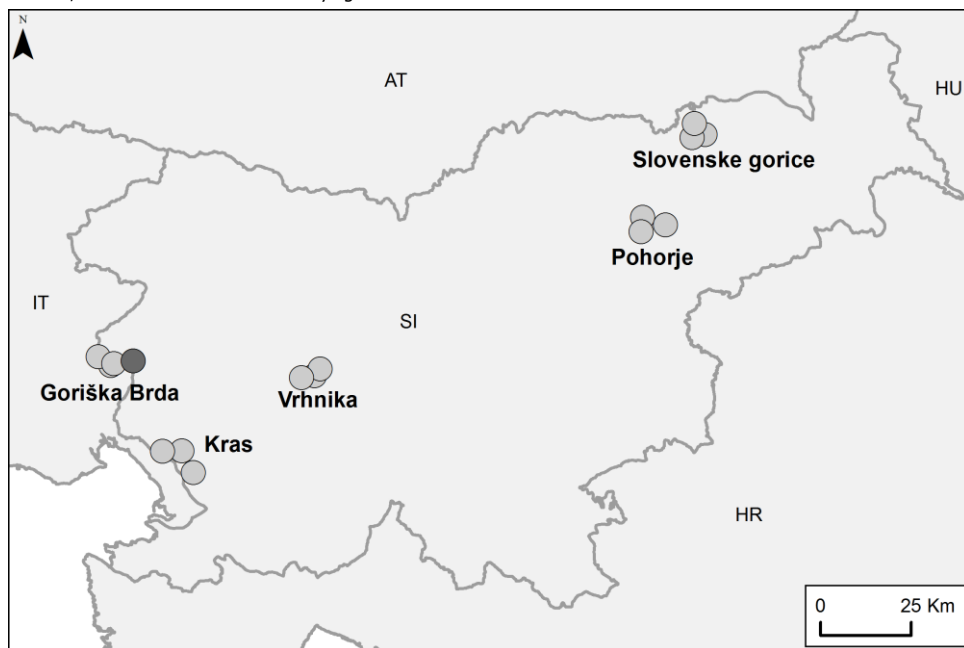 N
AT
HU
Slovenske gorice
Pohorje
IT
SI
Goriška Brda
Vrhnika
Kras
HR
0 25 Km